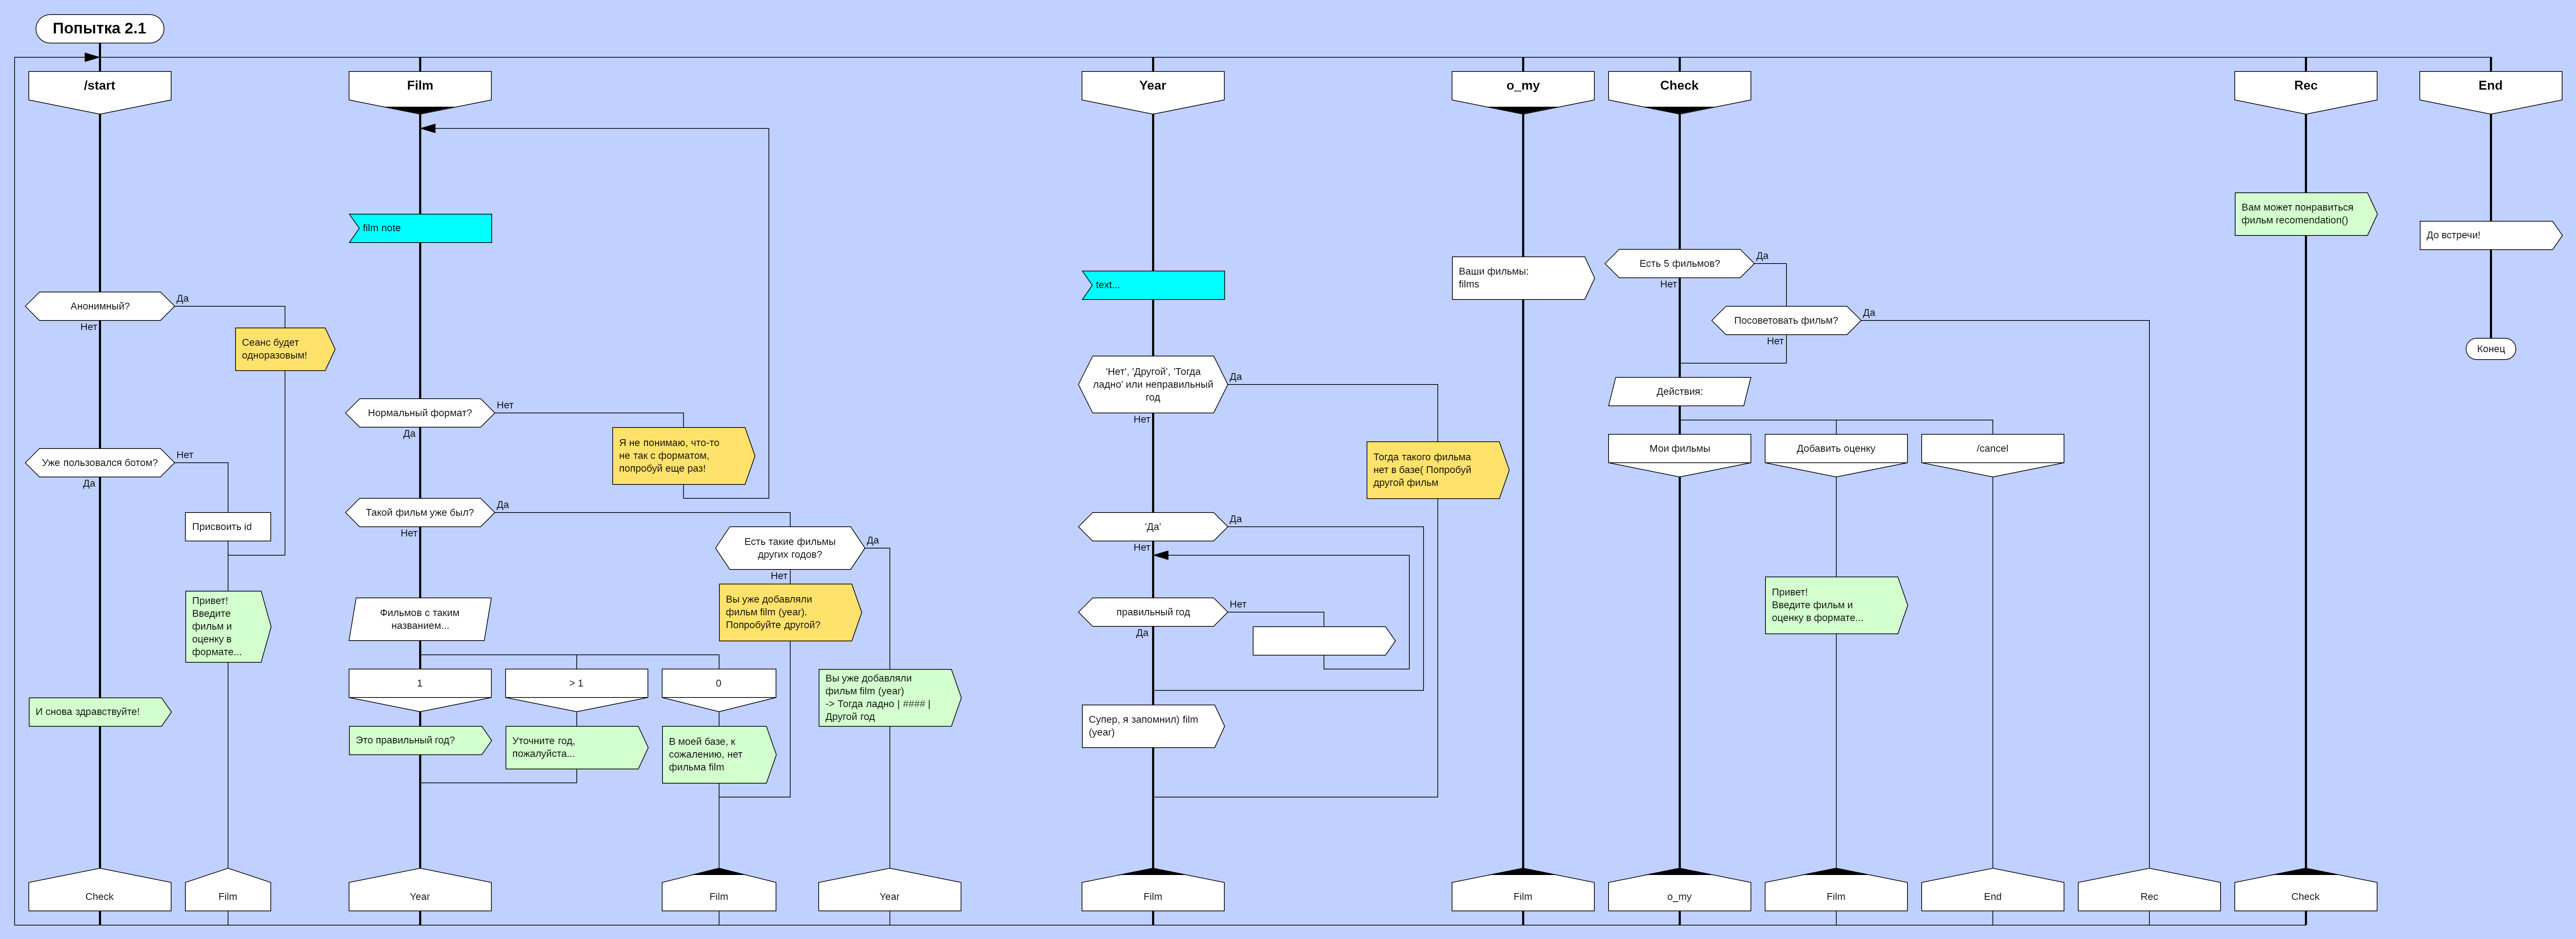 Попытка 2.1
/start
Анонимный?
Да
Нет
Сеанс будет
одноразовым!
Уже пользовался ботом?
Нет
Да
Присвоить id
Привет!
Введите
фильм и
оценку в
формате...
И снова здравствуйте!
Check
Film
Film
film note
Нормальный формат?
Нет
Да
Я не понимаю, что-то
не так с форматом,
попробуй еще раз!
Такой фильм уже был?
Да
Нет
Есть такие фильмы
других годов?
Да
Нет
Вы уже добавляли
фильм film (year).
Попробуйте другой?
Фильмов с таким
названием...
1
> 1
0
Это правильный год?
Уточните год,
пожалуйста...
В моей базе, к
сожалению, нет
фильма film
Вы уже добавляли
фильм film (year)
-> Тогда ладно | #### |
Другой год
Year
Film
Year
Year
text...
'Нет', 'Другой', 'Тогда
ладно' или неправильный
год
Да
Нет
Тогда такого фильма
нет в базе( Попробуй
другой фильм
'Да'
Да
Нет
правильный год
Нет
Да
Супер, я запомнил) film
(year)
Film
o_my
Ваши фильмы:
films
Film
Check
Есть 5 фильмов?
Да
Нет
Посоветовать фильм?
Да
Нет
Действия:
Мои фильмы
Добавить оценку
/cancel
Привет!
Введите фильм и
оценку в формате...
o_my
Film
End
Rec
Rec
Вам может понравиться
фильм recomendation()
Check
End
До встречи!
Конец